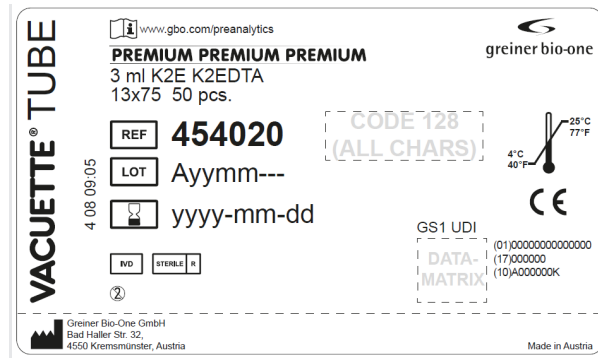 VACUETTE® TUBE
4 08 09:05
www.gbo.com/preanalytics
PREMIUM PREMIUM PREMIUM
3 ml K2E K2EDTA
13x75 50 pcs.
REF 454020
LOT Ayymm---
yyyy-mm-dd
IVD STERILE R
2
greiner bio-one
CODE 128
(ALL CHARS)
25°C
77°F
4°C
40°F
CE
GS1 UDI
DATA-
MATRIX
(01)00000000000000
(17)000000
(10)A000000K
Greiner Bio-One GmbH
Bad Haller Str. 32,
4550 Kremsmünster, Austria
Made in Austria